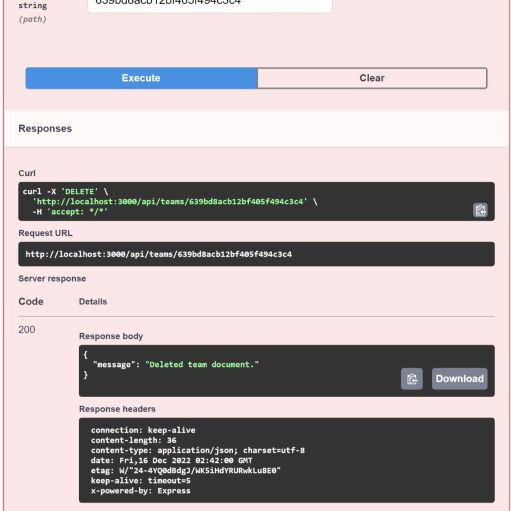 string
639bd8acb12bf405f494c3c4
(path)
Execute
Clear
Responses
Curl
curl -X 'DELETE' \
'http://localhost:3000/api/teams/639bd8acb12bf405f494c3c4' \
-H 'accept: */*'
Request URL
http://localhost:3000/api/teams/639bd8acb12bf405f494c3c4
Server response
Code Details
200
Response body
{
"message": "Deleted team document."
}
Download
Response headers
connection: keep-alive
content-length: 36
content-type: application/json; charset=utf-8
date: Fri,16 Dec 2022 02:42:00 GMT
etag: W/"24-4YQ0dBdgJ/WK5iHdYRURwkLu8E0"
keep-alive: timeout=5
x-powered-by: Express